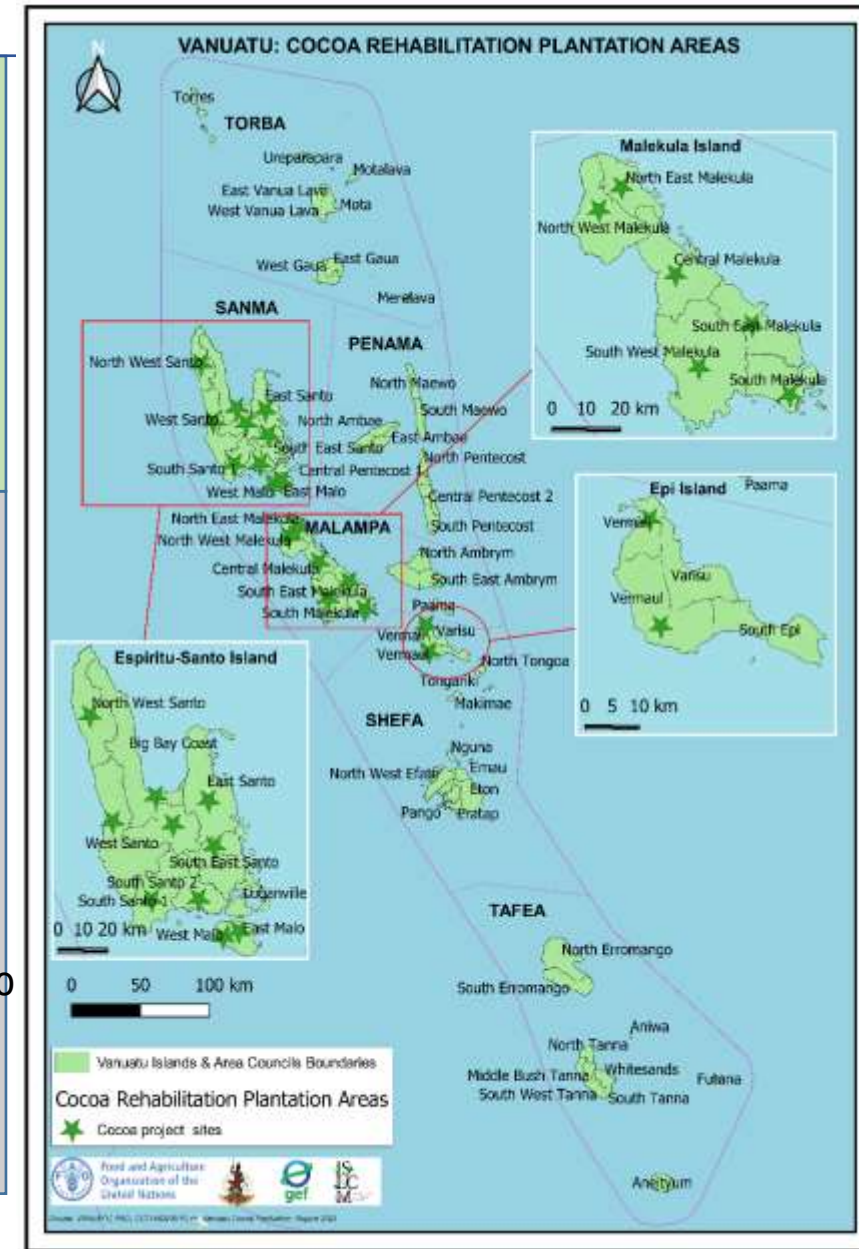 VANUATU: COCOA REHABILITATION PLANTATION AREAS
N
Torres
TORBA
Ureparapara
Motalava
East Vanua Lava
West Vanua Lava
Mota
West Gaua
East Gaua
Merelava
SANMA
PENAMA
North West Santo
North Maewo
East Santo
South Maewo
West Santo
North Ambae
East Ambae
South East Santo
North Pentecost
South Santo 1
Central Pentecost 1
West Malo
East Malo
Central Pentecost 2
North East Malekula
MALAMPA
South Pentecost
North West Malekula
North Ambrym
Central Malekula
South East Ambrym
South East Malekula
South Malekula
Paama
Varisu
Vermaul
North Tongoa
Tongariki
Makimae
SHEFA
Nguna
North West Efate
Emau
Eton
Pango
Pratap
TAFEA
North Erromango
South Erromango
Aniwa
North Tanna
Middle Bush Tanna
Whitesands
Futuna
South West Tanna
South Tanna
Aneityum
Malekula Island
North East Malekula
North West Malekula
Central Malekula
South East Malekula
South West Malekula
South Malekula
0 10 20 km
Epi Island
Paama
Varisu
Vermaul
South Epi
0 5 10 km
Espiritu-Santo Island
North West Santo
Big Bay Coast
East Santo
West Santo
South East Santo
South Santo 2
South Santo 1
Luganville
0 10 20 km
West Malo
East Malo
0 50 100 km
0
Vanuatu Islands & Area Councils Boundaries
Cocoa Rehabilitation Plantation Areas
Cocoa project sites
Food and Agriculture
Organization of the
United Nations
gef